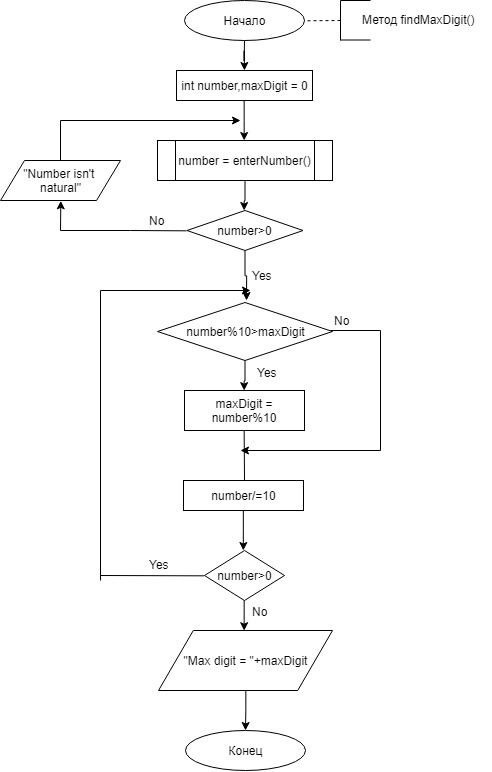 Начало
Метод findMaxDigit()
int number,maxDigit = 0
number = enterNumber()
"Number isn't
natural"
No
number>0
Yes
number%10>maxDigit
No
Yes
maxDigit =
number%10
number/=10
Yes
number>0
No
"Max digit = "+maxDigit
Конец